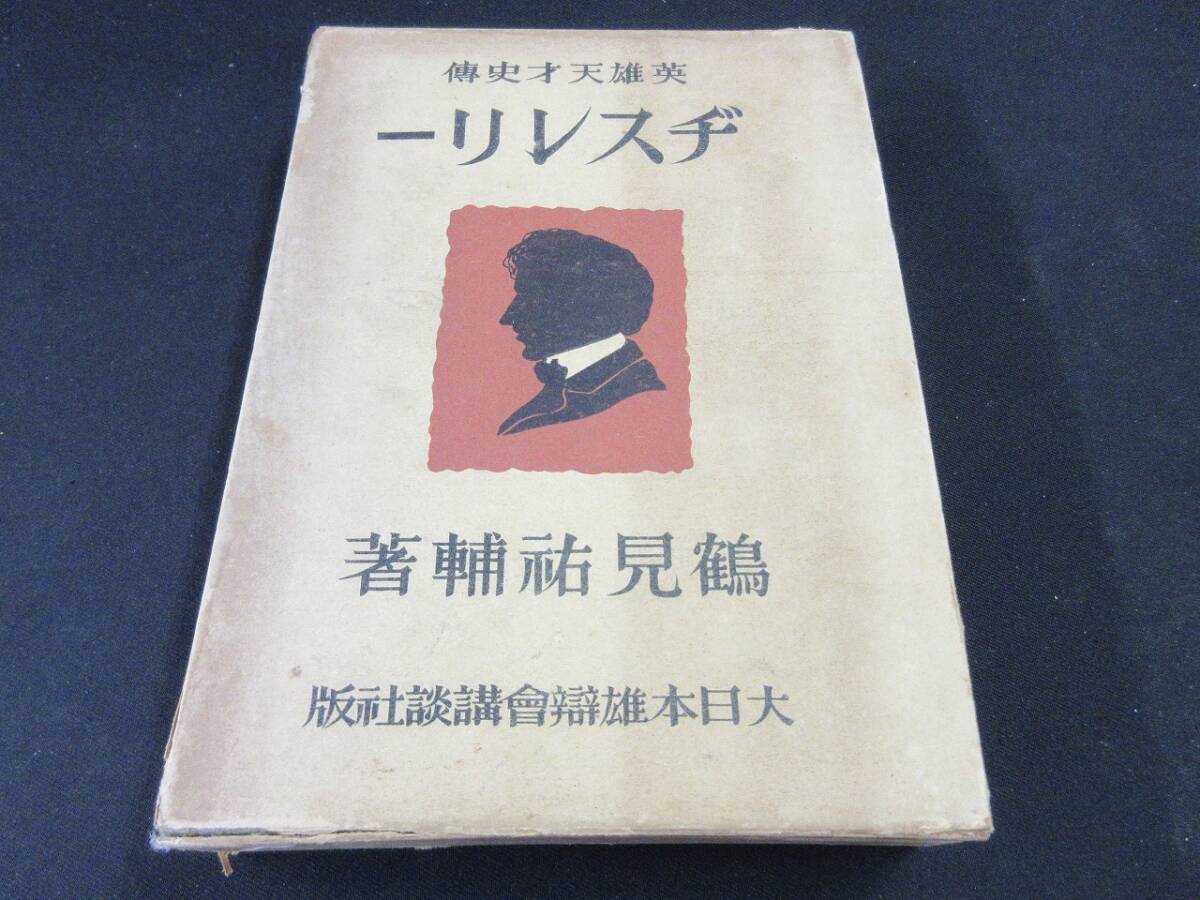 英雄天才史傳
ヂスレリー
鶴見祐輔著
大日本雄辯會講談社版